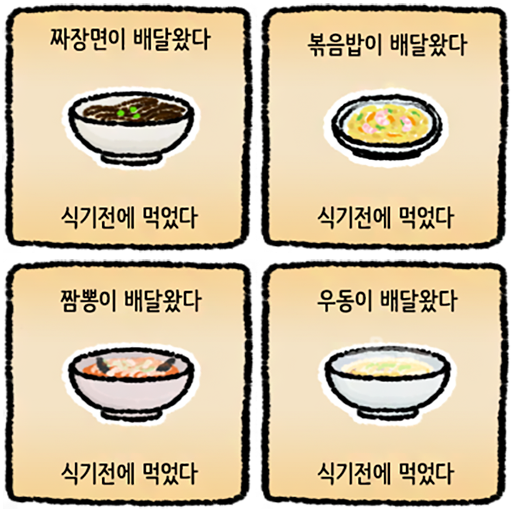 짜장면이 배달왔다
식기전에 먹었다
볶음밥이 배달왔다
식기전에 먹었다
짬뽕이 배달왔다
식기전에 먹었다
우동이 배달왔다
식기전에 먹었다